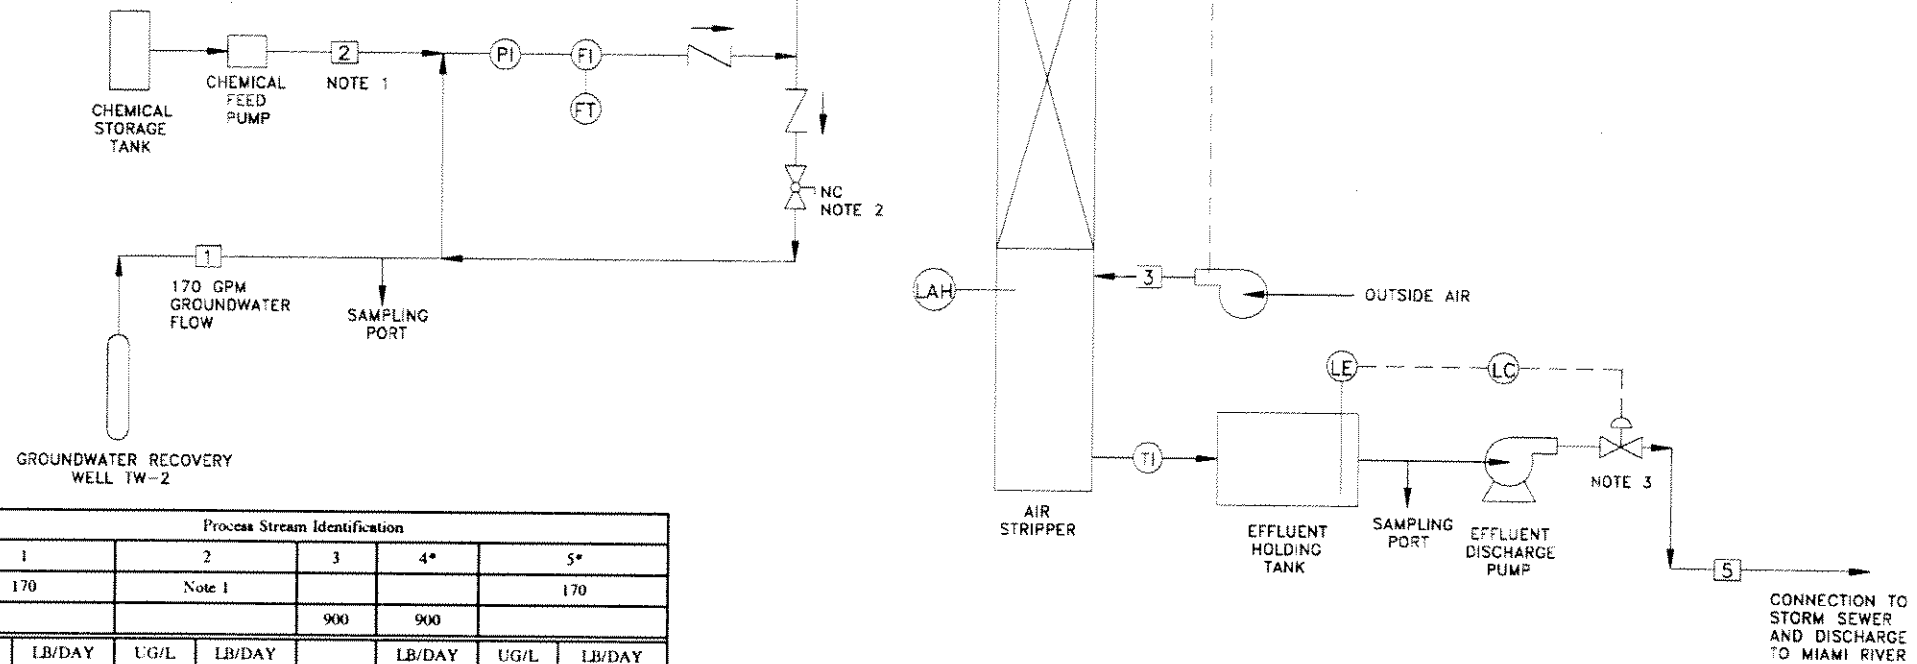 PI
FI
2
CHEMICAL
FEED
PUMP
NOTE 1
FT
CHEMICAL
STORAGE
TANK
NC
NOTE 2
1
170 GPM
GROUNDWATER
FLOW
SAMPLING
PORT
LAH
3
OUTSIDE AIR
LE
LC
GROUNDWATER RECOVERY
WELL TW-2
TI
NOTE 3
AIR
STRIPPER
EFFLUENT
HOLDING
TANK
SAMPLING
PORT
EFFLUENT
DISCHARGE
PUMP
5
CONNECTION TO
STORM SEWER
AND DISCHARGE
TO MIAMI RIVER
Process Stream Identification
1 2 3 4* 5*
170 Note 1 170
900 900
LB/DAY UG/L LB/DAY LB/DAY UG/L LB/DAY